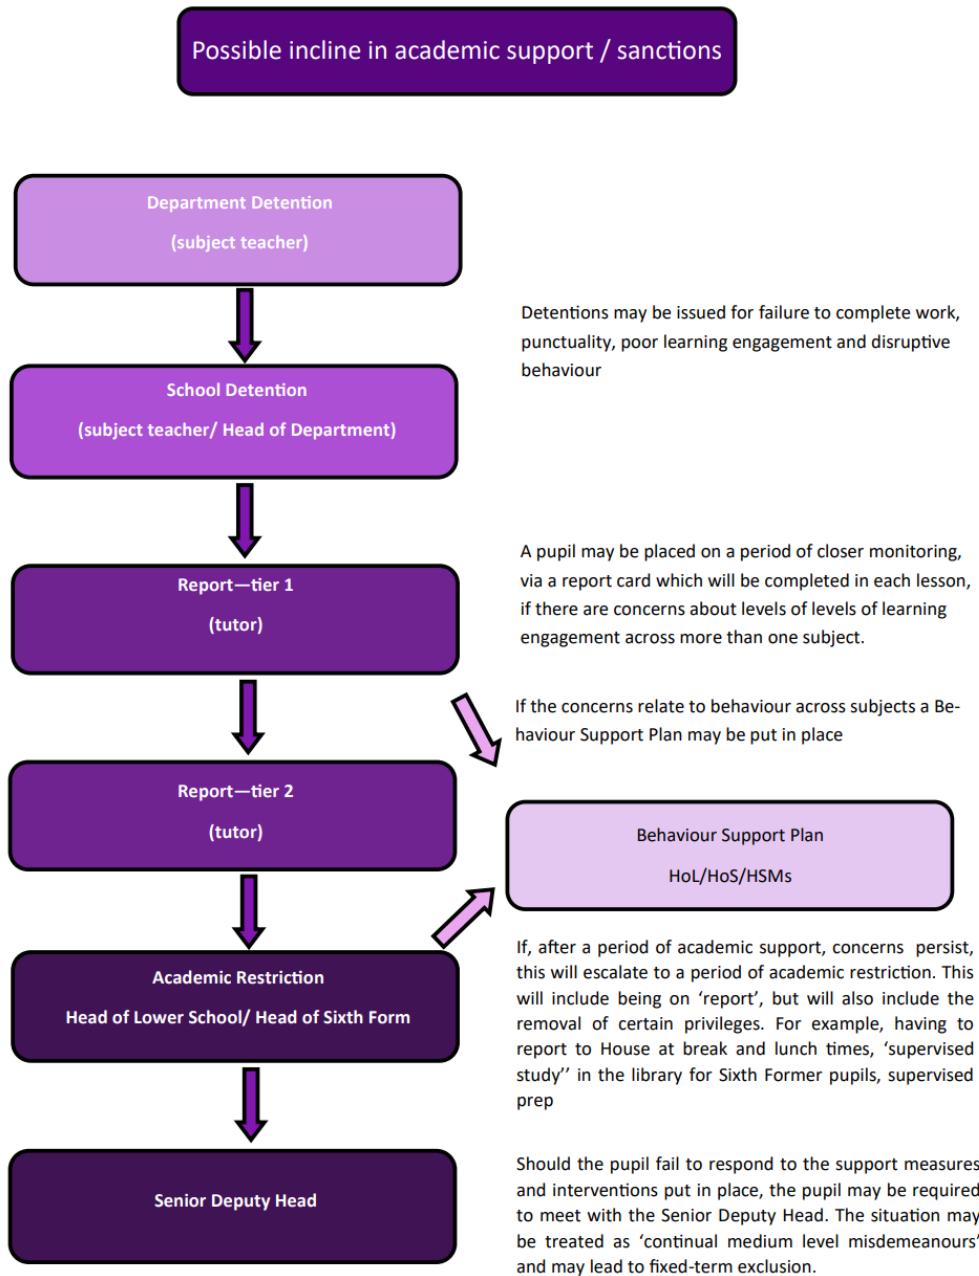 Possible incline in academic support / sanctions
Department Detention
(subject teacher)
Detentions may be issued for failure to complete work,
punctuality, poor learning engagement and disruptive
behaviour
School Detention
(subject teacher/ Head of Department)
Report—tier 1
(tutor)
A pupil may be placed on a period of closer monitoring,
via a report card which will be completed in each lesson,
if there are concerns about levels of levels of learning
engagement across more than one subject.
If the concerns relate to behaviour across subjects a Be-
haviour Support Plan may be put in place
Report—tier 2
(tutor)
Behaviour Support Plan
HoL/HoS/HSMs
Academic Restriction
Head of Lower School/ Head of Sixth Form
If, after a period of academic support, concerns persist,
this will escalate to a period of academic restriction. This
will include being on ‘report’, but will also include the
removal of certain privileges. For example, having to
report to House at break and lunch times, ‘supervised
study’’ in the library for Sixth Former pupils, supervised
prep
Senior Deputy Head
Should the pupil fail to respond to the support measures
and interventions put in place, the pupil may be required
to meet with the Senior Deputy Head. The situation may
be treated as ‘continual medium level misdemeanours’
and may lead to fixed-term exclusion.